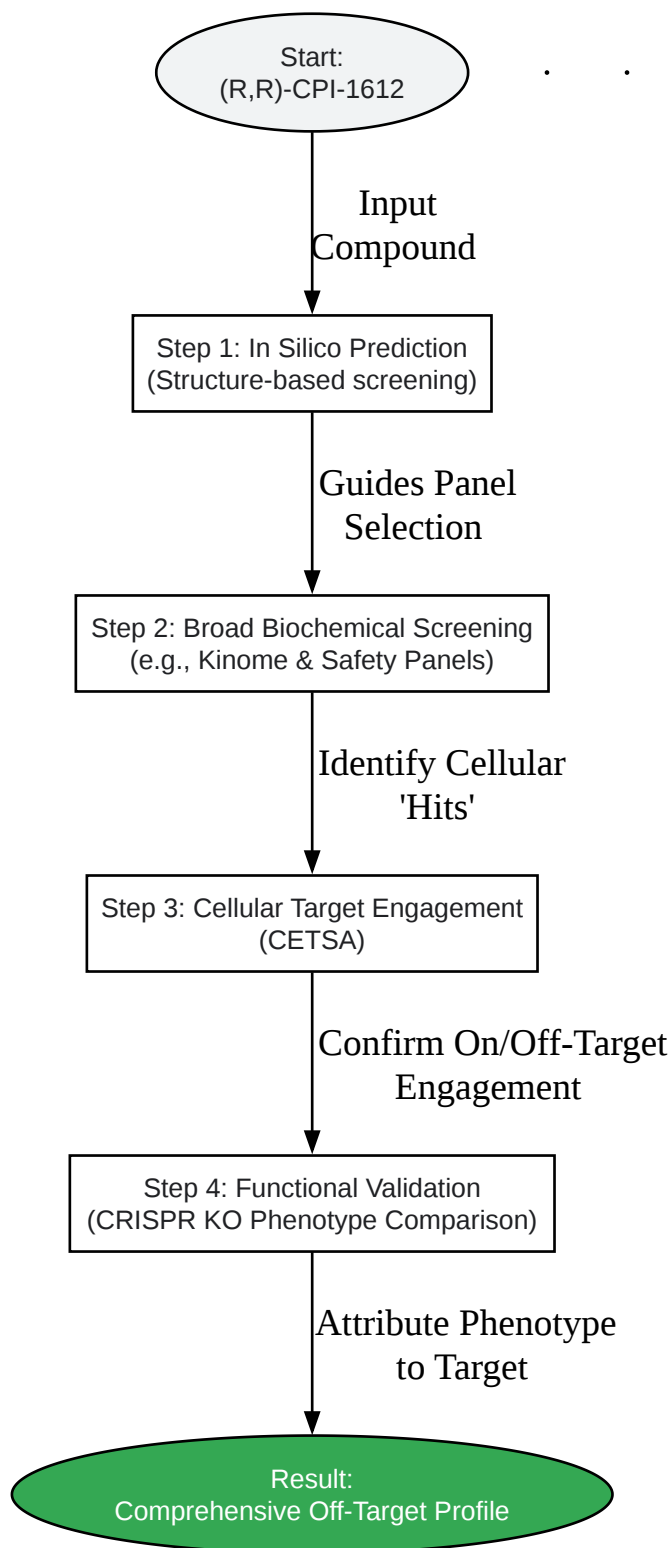 Start:
(R,R)-CPI-1612
. .
Input
Compound
Step 1: In Silico Prediction
(Structure-based screening)
Guides Panel
Selection
Step 2: Broad Biochemical Screening
(e.g., Kinome & Safety Panels)
Identify Cellular
'Hits'
Step 3: Cellular Target Engagement
(CETSA)
Confirm On/Off-Target
Engagement
Step 4: Functional Validation
(CRISPR KO Phenotype Comparison)
Attribute Phenotype
to Target
Result:
Comprehensive Off-Target Profile